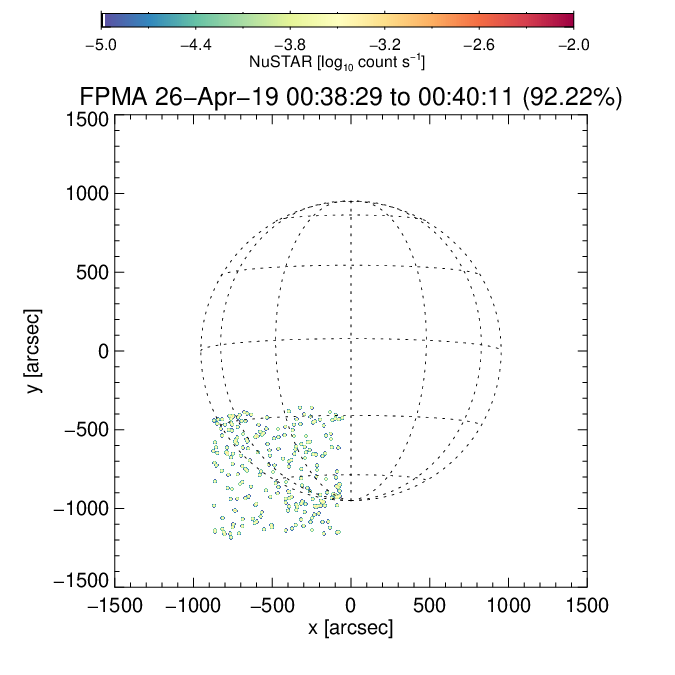 −5.0 −4.4 −3.8 −3.2 −2.6 −2.0
NuSTAR [log10 count s−1]
FPMA 26−Apr−19 00:38:29 to 00:40:11 (92.22%)
1500
1000
500
0
−500
−1000
−1500
y [arcsec]
−1500 −1000 −500 0 500 1000 1500
x [arcsec]